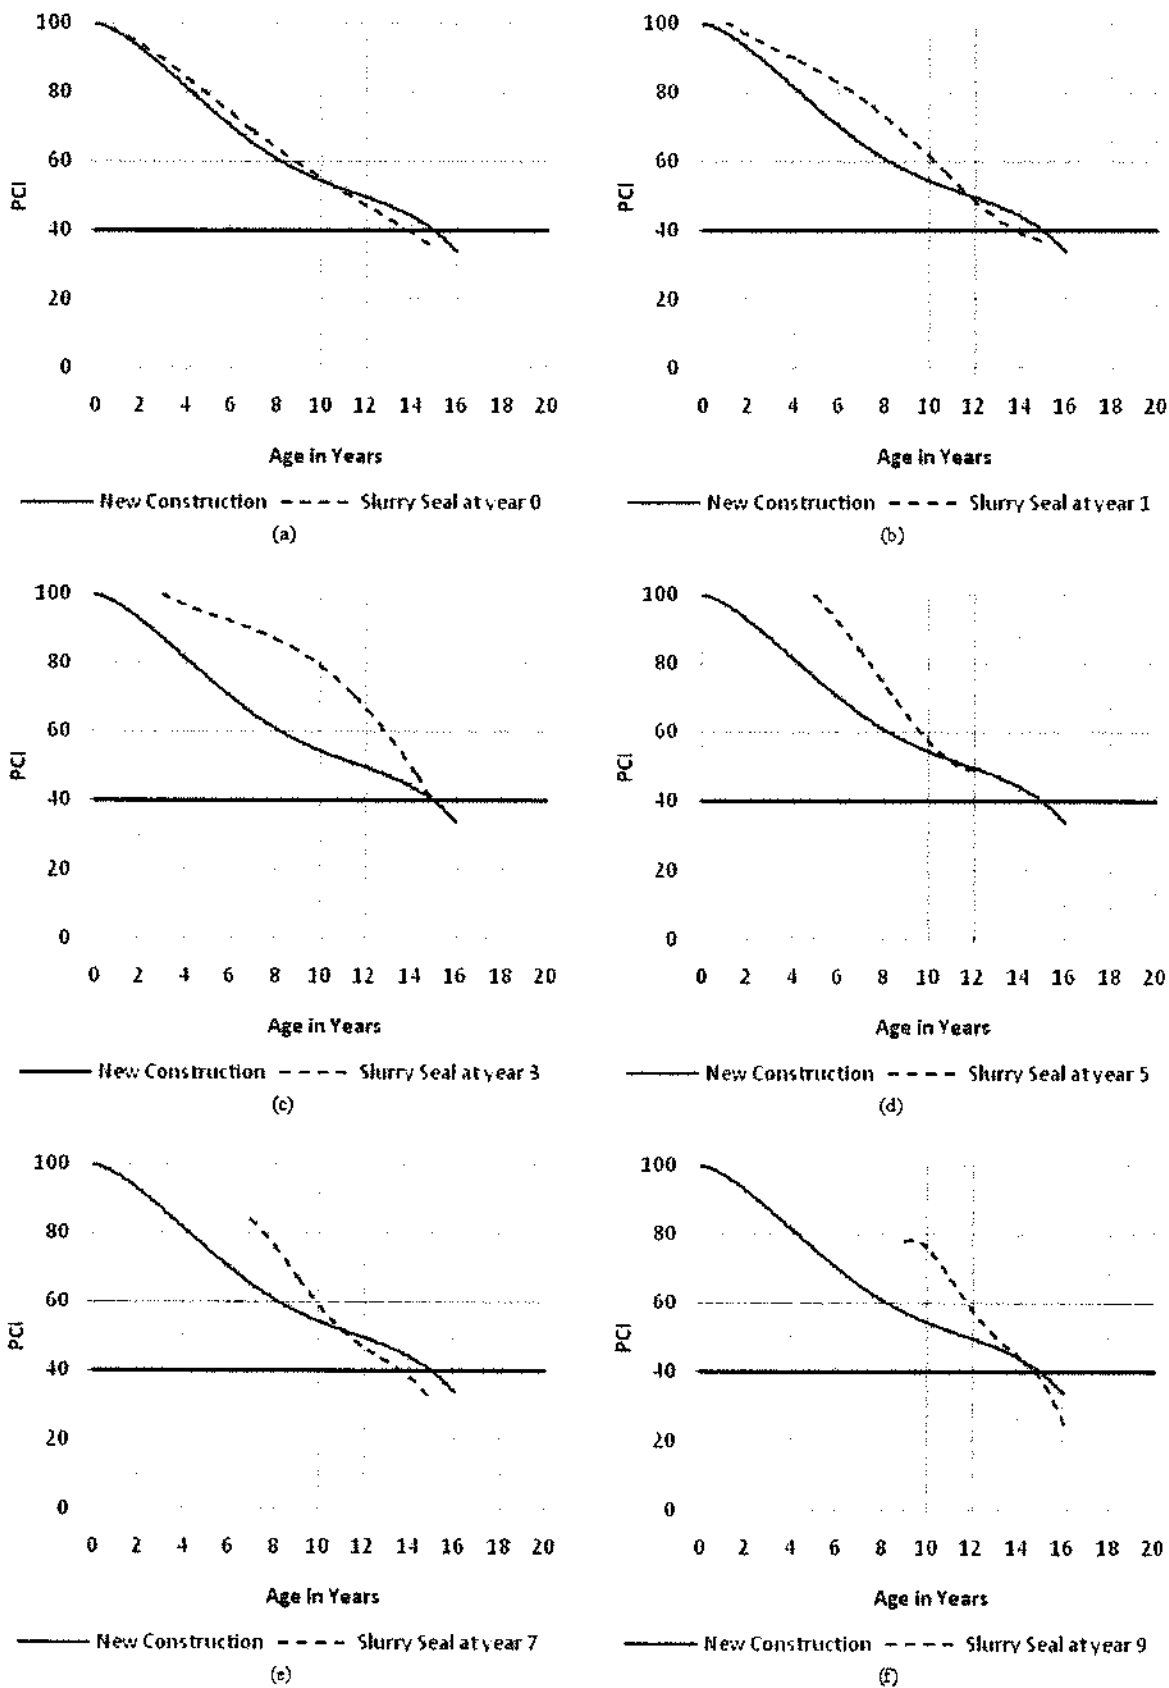 100
80
60
40
20
0
PCI
0 2 4 6 8 10 12 14 16 18 20
Age in Years
New Construction Slurry Seal at year 0
(a)
100
80
60
40
20
0
PCI
0 2 4 6 8 10 12 14 16 18 20
Age in Years
New Construction Slurry Seal at year 1
(b)
100
80
60
40
20
0
PCI
0 2 4 6 8 10 12 14 16 18 20
Age in Years
New Construction Slurry Seal at year 3
(c)
100
80
60
40
20
0
PCI
0 2 4 6 8 10 12 14 16 18 20
Age in Years
New Construction Slurry Seal at year 5
(d)
100
80
60
40
20
0
PCI
0 2 4 6 8 10 12 14 16 18 20
Age in Years
New Construction Slurry Seal at year 7
(e)
100
80
60
40
20
0
PCI
0 2 4 6 8 10 12 14 16 18 20
Age in Years
New Construction Slurry Seal at year 9
(f)